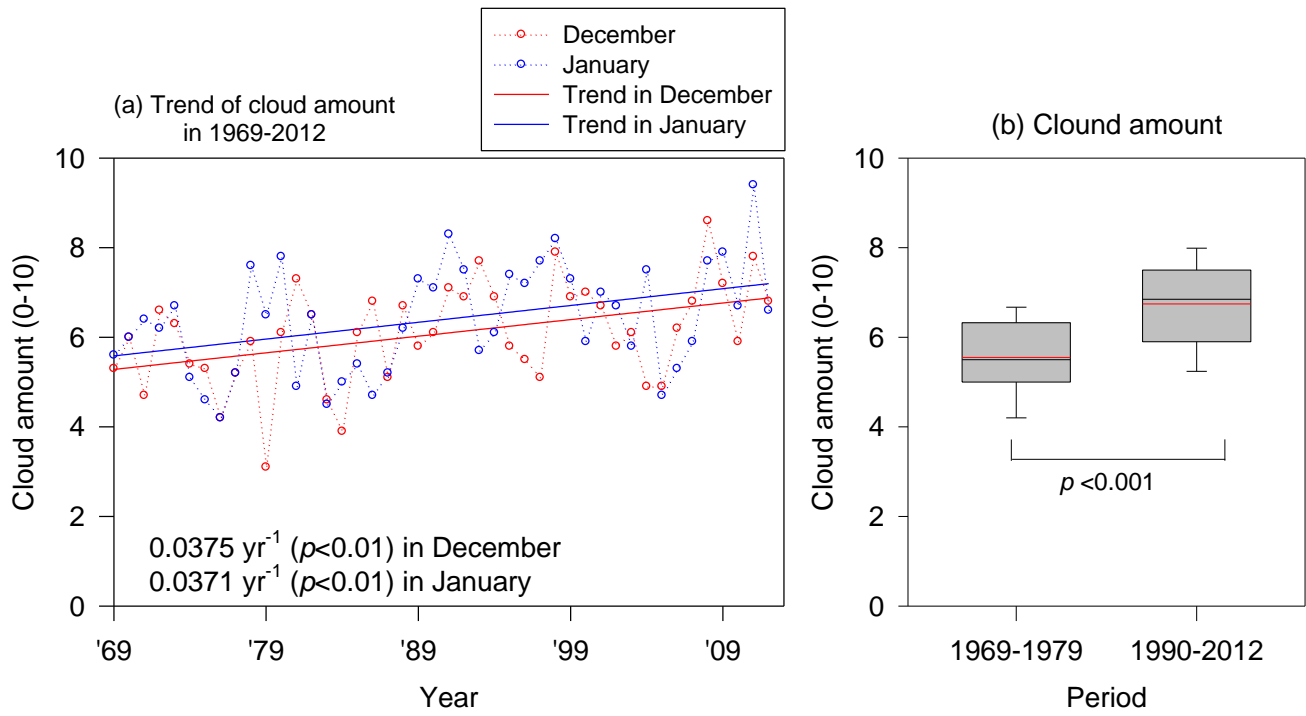 December
January
Trend in December
Trend in January
(a) Trend of cloud amount
in 1969-2012
10
8
6
4
2
0
Cloud amount (0-10)
0.0375 yr-1 (p<0.01) in December
0.0371 yr-1 (p<0.01) in January
'69
'79
'89
'99
'09
Year
(b) Clound amount
10
8
6
4
2
0
Cloud amount (0-10)
p <0.001
1969-1979
1990-2012
Period